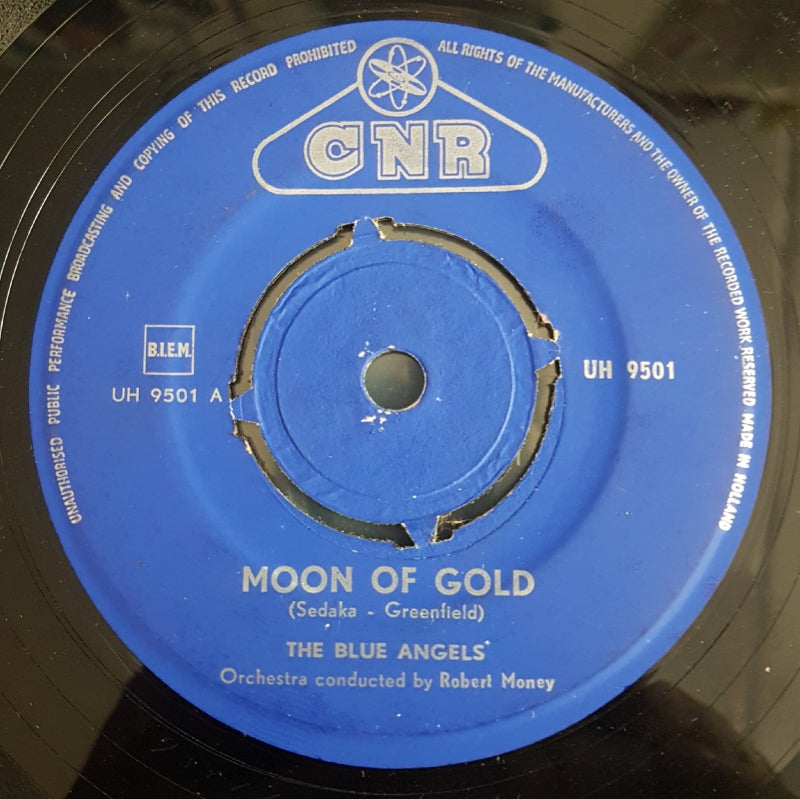 UNAUTHORISED PUBLIC PERFORMANCE BROADCASTING AND COPYING OF THIS RECORD PROHIBITED
ALL RIGHTS OF THE MANUFACTURERS AND THE OWNER OF THE RECORDED WORK RESERVED MADE IN HOLLAND
CNR
B.I.E.M.
UH 9501 A
UH 9501
MOON OF GOLD
(Sedaka - Greenfield)
THE BLUE ANGELS
Orchestra conducted by Robert Money